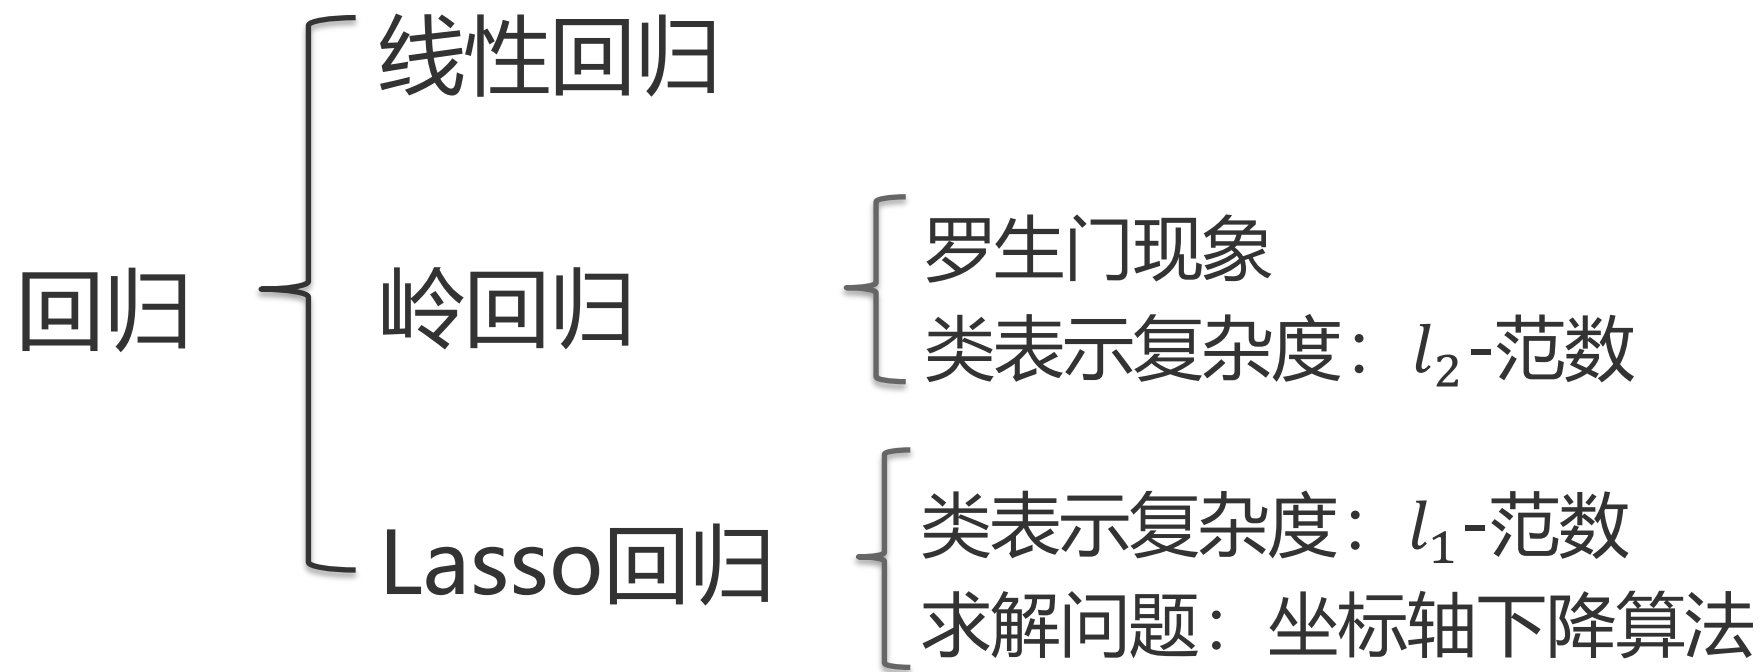 线性回归
回归
岭回归
罗生门现象
类表示复杂度：l₂-范数
Lasso回归
类表示复杂度：l₁-范数
求解问题：坐标轴下降算法